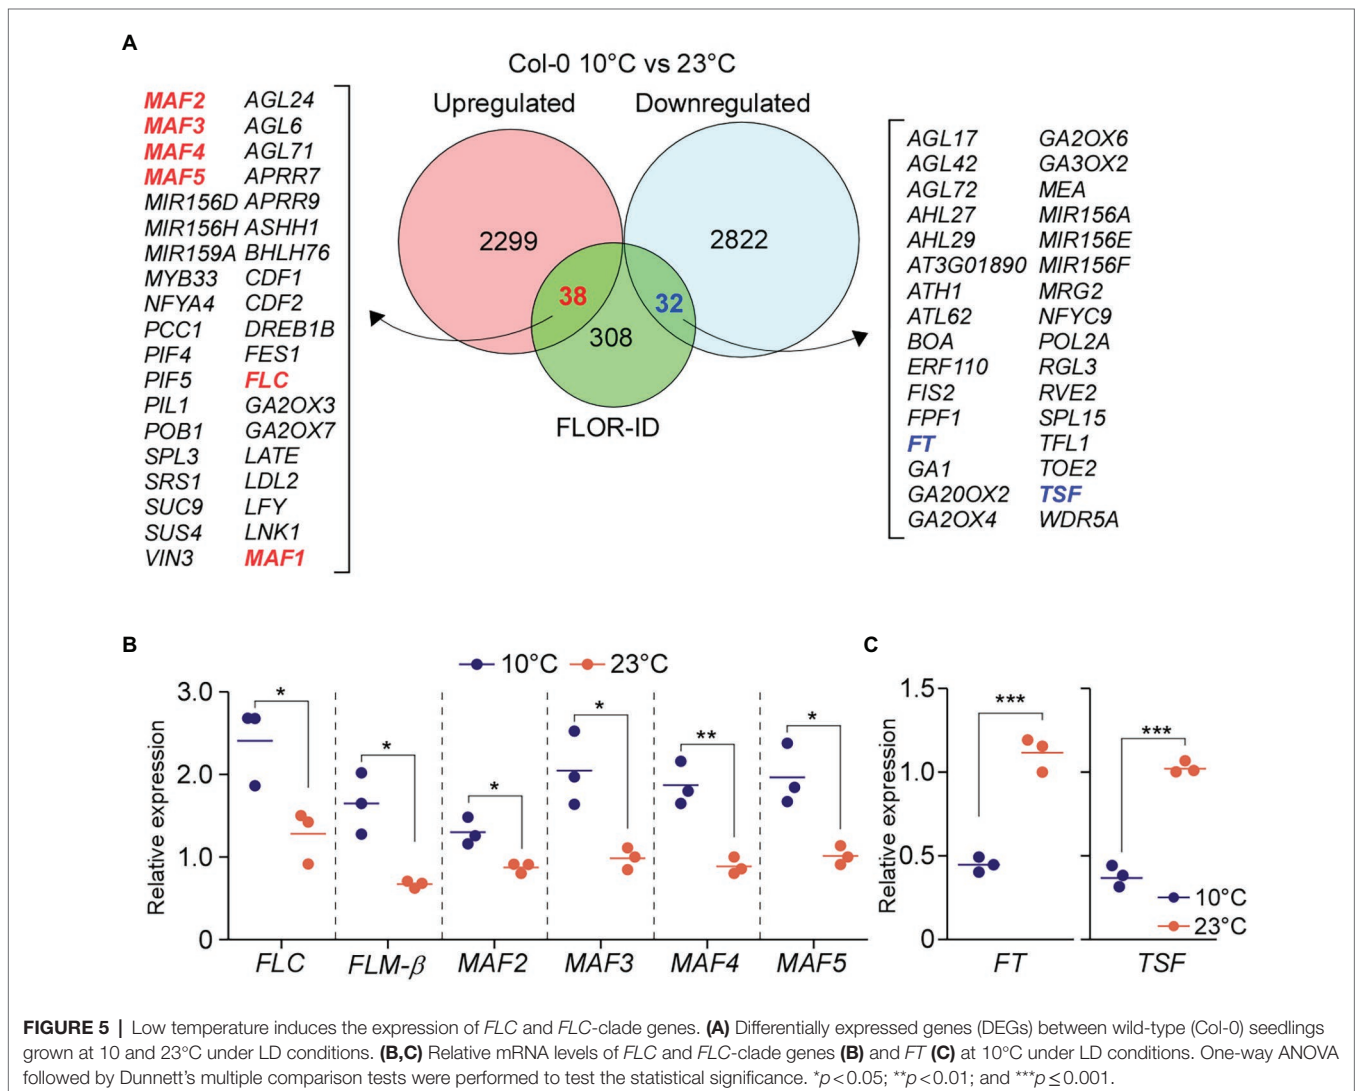 A
Col-0 10°C vs 23°C
Upregulated Downregulated
MAF2 AGL24
MAF3 AGL6
MAF4 AGL71
MAF5 APRR7
MIR156D APRR9
MIR156H ASHH1
MIR159A BHLH76
MYB33 CDF1
NFYA4 CDF2
PCC1 DREB1B
PIF4 FES1
PIF5 FLC
PIL1 GA2OX3
POB1 GA2OX7
SPL3 LATE
SRS1 LDL2
SUC9 LFY
SUS4 LNK1
VIN3 MAF1
2299
2822
38
32
308
FLOR-ID
AGL17 GA2OX6
AGL42 GA3OX2
AGL72 MEA
AHL27 MIR156A
AHL29 MIR156E
AT3G01890 MIR156F
ATH1 MRG2
ATL62 NFYC9
BOA POL2A
ERF110 RGL3
FIS2 RVE2
FPF1 SPL15
FT TFL1
GA1 TOE2
GA20OX2 TSF
GA2OX4 WDR5A
B
10°C 23°C
Relative expression
3.0
2.0
1.0
0
* * * * ** *
FLC FLM-β MAF2 MAF3 MAF4 MAF5
C
Relative expression
1.5
1.0
0.5
0
*** ***
10°C
23°C
FT TSF
FIGURE 5 | Low temperature induces the expression of FLC and FLC-clade genes. (A) Differentially expressed genes (DEGs) between wild-type (Col-0) seedlings
grown at 10 and 23°C under LD conditions. (B,C) Relative mRNA levels of FLC and FLC-clade genes (B) and FT (C) at 10°C under LD conditions. One-way ANOVA
followed by Dunnett's multiple comparison tests were performed to test the statistical significance. *p<0.05; **p<0.01; and ***p≤0.001.